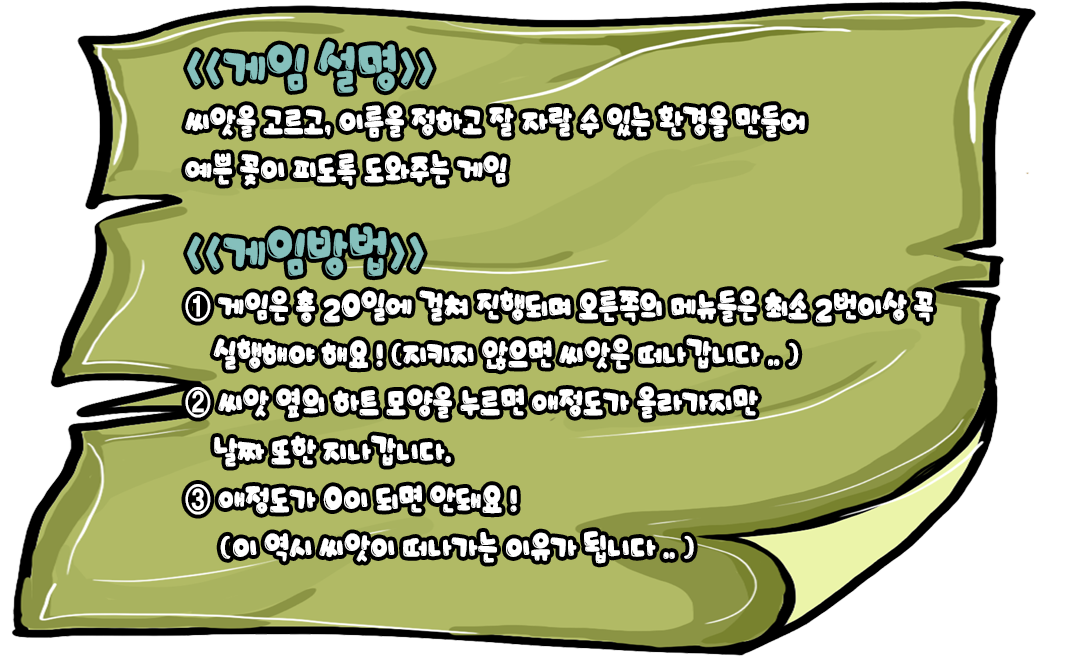 <<게임 설명>>
씨앗을 고르고, 이름을 정하고 잘 자랄 수 있는 환경을 만들어
예쁜 꽃이 피도록 도와주는 게임
<<게임방법>>
① 게임은 총 20일에 걸쳐 진행되며 오른쪽의 메뉴들은 최소 2번이상 꼭
실행해야 해요! (지키지 않으면 씨앗은 떠나갑니다..)
② 씨앗 옆의 하트 모양을 누르면 애정도가 올라가지만
날짜 또한 지나갑니다.
③ 애정도가 0이 되면 안돼요!
(이 역시 씨앗이 떠나가는 이유가 됩니다..)